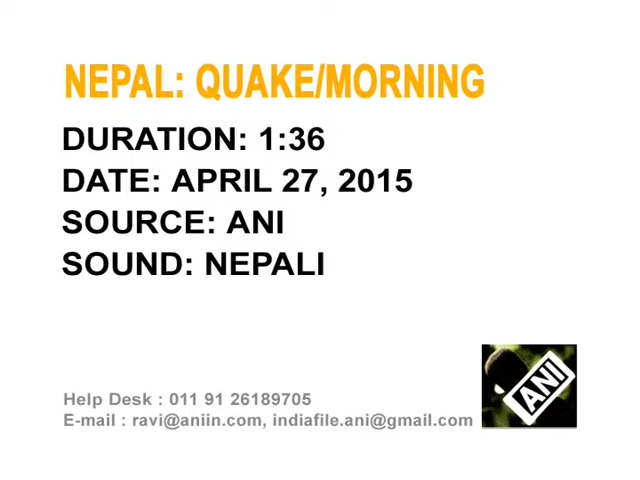 NEPAL: QUAKE/MORNING
DURATION: 1:36
DATE: APRIL 27, 2015
SOURCE: ANI
SOUND: NEPALI
Help Desk : 011 91 26189705
E-mail : ravi@aniin.com, indiafile.ani@gmail.com
ANI